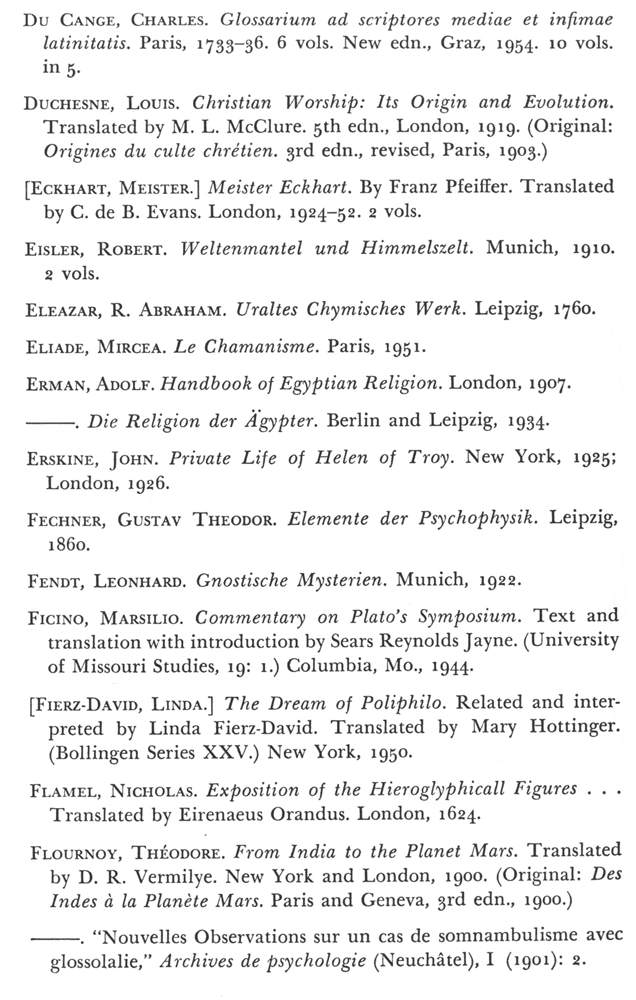 DU CANGE, CHARLES. Glossarium ad scriptores mediae et infimae
latinitatis. Paris, 1733–36. 6 vols. New edn., Graz, 1954. 10 vols.
in 5.
DUCHESNE, LOUIS. Christian Worship: Its Origin and Evolution.
Translated by M. L. McClure. 5th edn., London, 1919. (Original:
Origines du culte chrétien. 3rd edn., revised, Paris, 1903.)
[ECKHART, MEISTER.] Meister Eckhart. By Franz Pfeiffer. Translated
by C. de B. Evans. London, 1924–52. 2 vols.
EISLER, ROBERT. Weltenmantel und Himmelszelt. Munich, 1910.
2 vols.
ELEAZAR, R. ABRAHAM. Uraltes Chymisches Werk. Leipzig, 1760.
ELIADE, MIRCEA. Le Chamanisme. Paris, 1951.
ERMAN, ADOLF. Handbook of Egyptian Religion. London, 1907.
———. Die Religion der Ägypter. Berlin and Leipzig, 1934.
ERSKINE, JOHN. Private Life of Helen of Troy. New York, 1925;
London, 1926.
FECHNER, GUSTAV THEODOR. Elemente der Psychophysik. Leipzig,
1860.
FENDT, LEONHARD. Gnostische Mysterien. Munich, 1922.
FICINO, MARSILIO. Commentary on Plato's Symposium. Text and
translation with introduction by Sears Reynolds Jayne. (University
of Missouri Studies, 19: 1.) Columbia, Mo., 1944.
[FIERZ-DAVID, LINDA.] The Dream of Poliphilo. Related and inter-
preted by Linda Fierz-David. Translated by Mary Hottinger.
(Bollingen Series XXV.) New York, 1950.
FLAMEL, NICHOLAS. Exposition of the Hieroglyphicall Figures . . .
Translated by Eirenaeus Orandus. London, 1624.
FLOURNOY, THÉODORE. From India to the Planet Mars. Translated
by D. R. Vermilye. New York and London, 1900. (Original: Des
Indes à la Planète Mars. Paris and Geneva, 3rd edn., 1900.)
———. "Nouvelles Observations sur un cas de somnambulisme avec
glossolalie," Archives de psychologie (Neuchâtel), I (1901): 2.